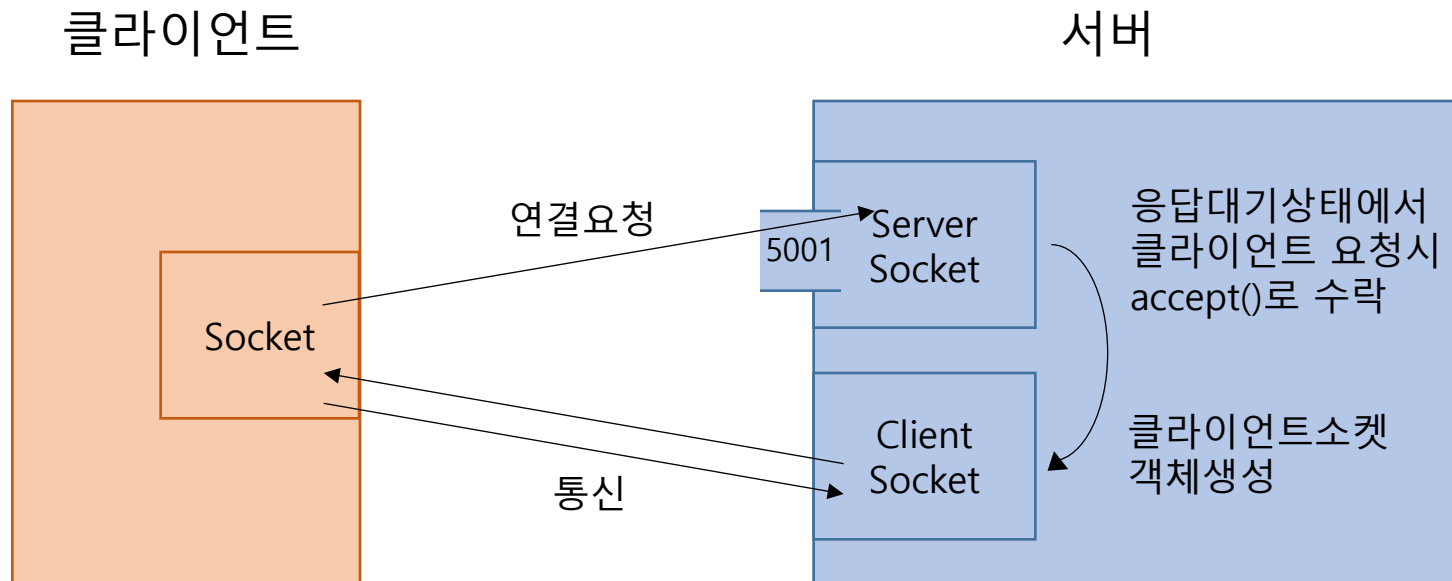 클라이언트
서버
연결요청
5001
Server
Socket
응답대기상태에서
클라이언트 요청시
accept()로 수락
Socket
Client
Socket
클라이언트소켓
객체생성
통신